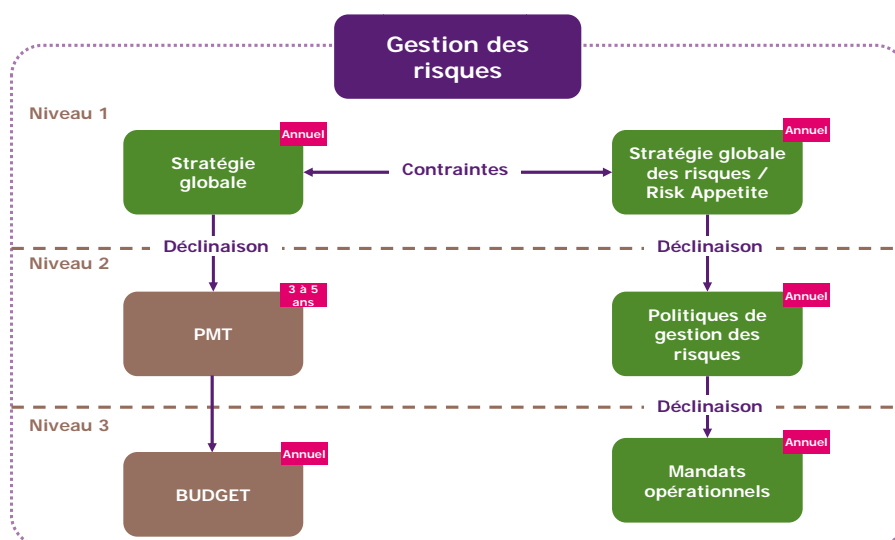 Gestion des
risques
Niveau 1
Annuel
Stratégie
globale
Contraintes
Annuel
Stratégie globale
des risques /
Risk Appetite
Déclinaison
Déclinaison
Niveau 2
3 à 5
ans
PMT
Annuel
Politiques de
gestion des
risques
Déclinaison
Niveau 3
Annuel
BUDGET
Annuel
Mandats
opérationnels